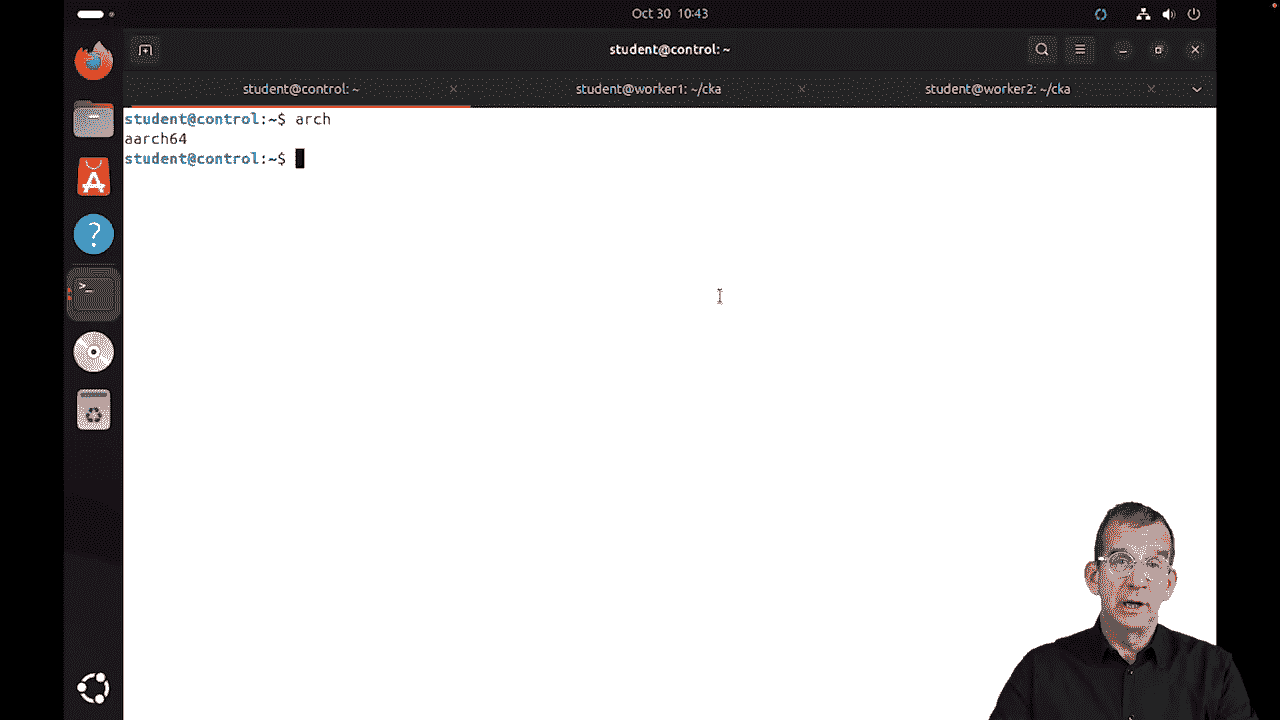 Oct 30 10:43
student@control: ~
student@control: ~
student@worker1: ~/cka
student@worker2: ~/cka
student@control:~$ arch
aarch64
student@control:~$